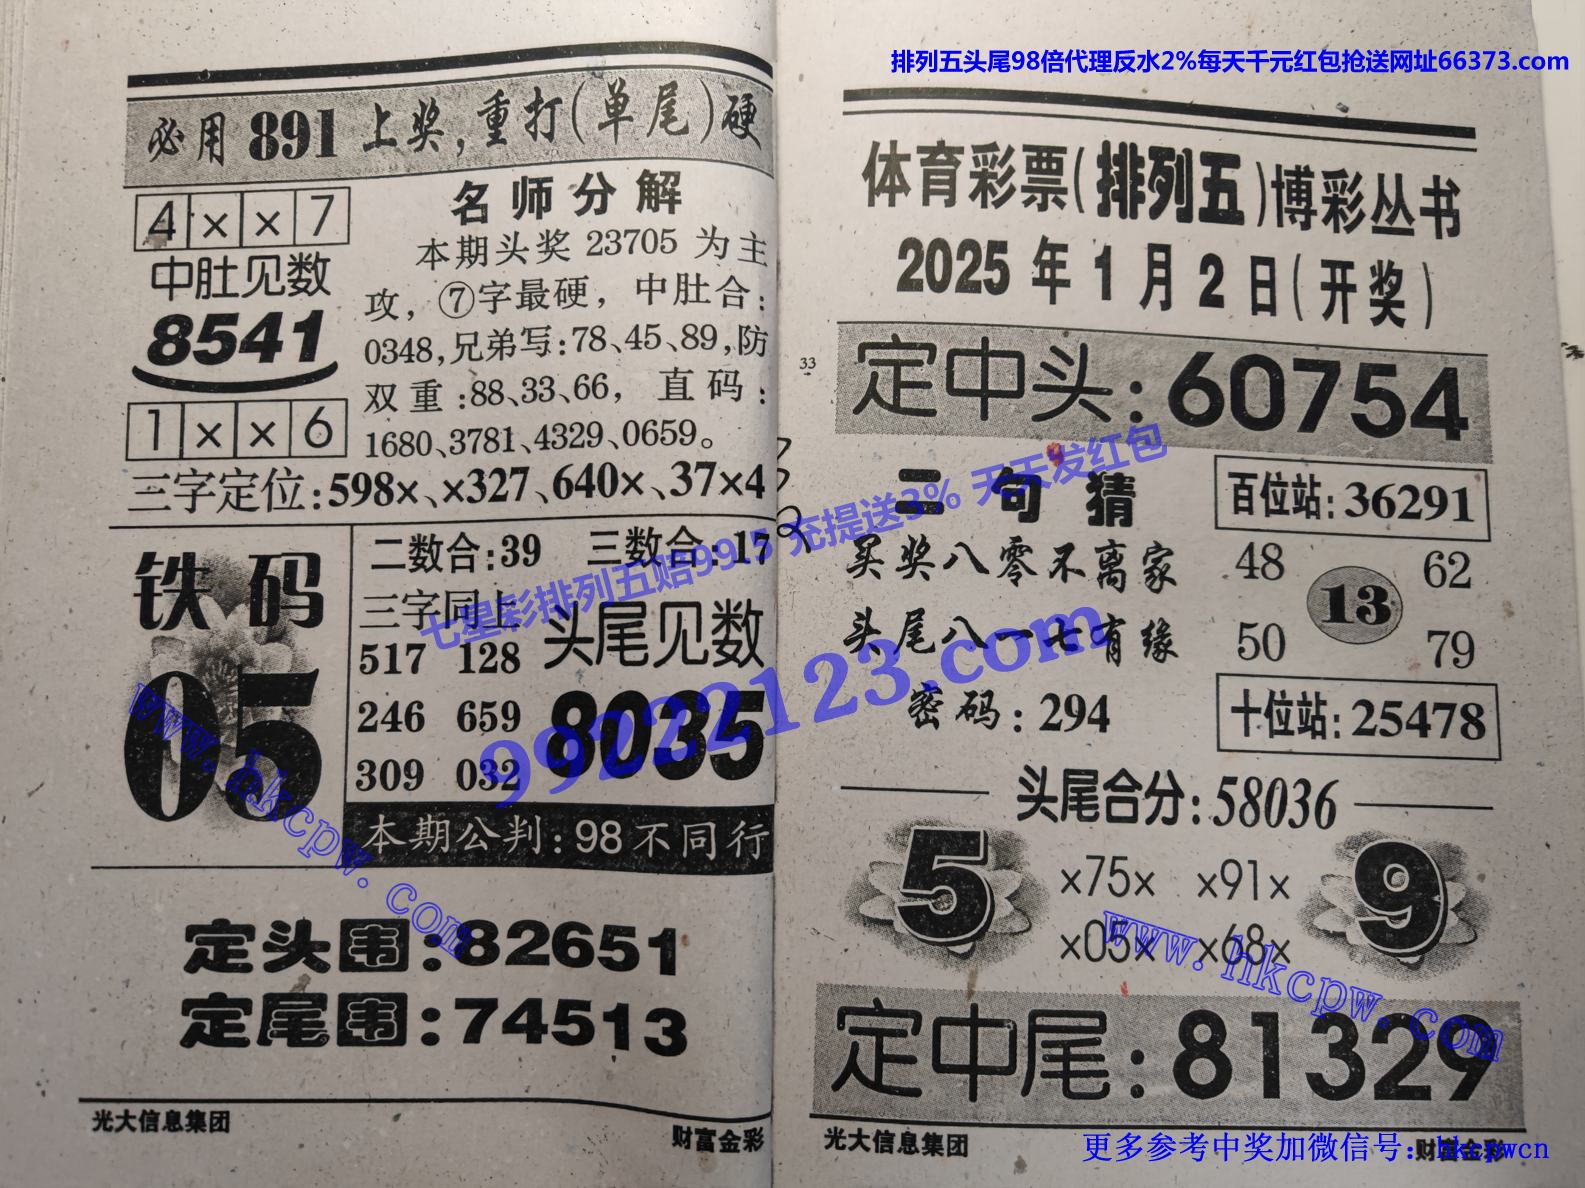 排列五头尾98倍代理反水2%每天千元红包抢送网址66373.com
必用891上奖,重打(单尾)硬
4 × × 7
中肚见数
8541
1 × × 6
名师分解
本期头奖23705为主
攻,⑦字最硬,中肚合:
0348,兄弟写:78、45、89,防
双重:88、33、66,直码:
1680、3781、4329、0659。
三字定位:598×、×327、640×、37×4
铁码
05
二数合:39 三数合:17
三字同上
517 128
246 659
309 032
头尾见数
8035
本期公判:98不同行
定头围:82651
定尾围:74513
光大信息集团
财富金彩
33
体育彩票(排列五)博彩丛书
2025年1月2日(开奖)
定中头:60754
二句猜
买奖八零不离家
头尾八一七有缘
密码:294
百位站:36291
48 62
13
50 79
十位站:25478
头尾合分:58036
5
×75× ×91×
×05× ×68×
9
定中尾:81329
光大信息集团
财富金彩
七星彩排列五赔99.5 充提送3% 天天发红包
99222123.com
www.hkcpw.com
www.hkcpw.com
更多参考中奖加微信号:hkcpwcn